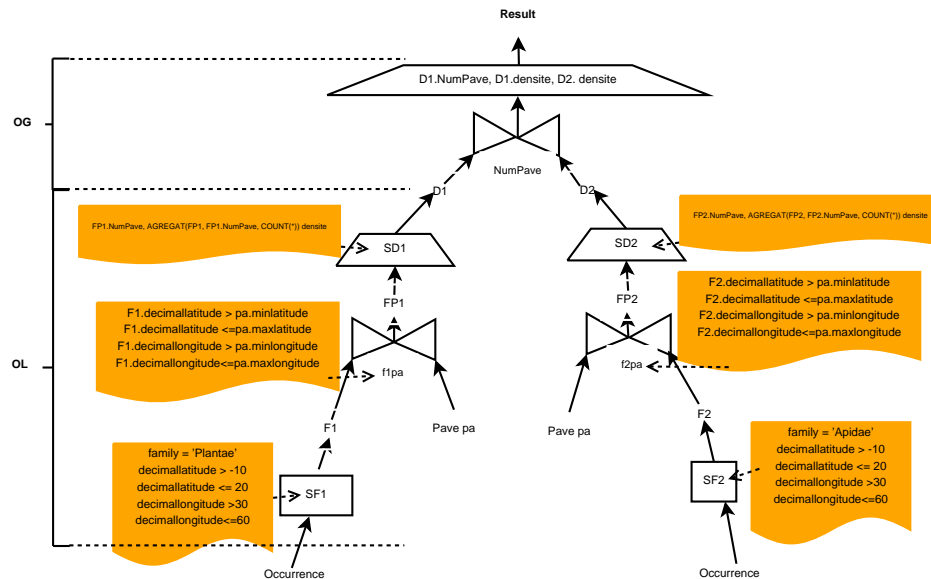 Result
D1.NumPave, D1.densite, D2. densite
OG
NumPave
D1
D2
FP1.NumPave, AGREGAT(FP1, FP1.NumPave, COUNT(*)) densite
SD1
SD2
FP2.NumPave, AGREGAT(FP2, FP2.NumPave, COUNT(*)) densite
FP1
FP2
F1.decimallatitude > pa.minlatitude
F1.decimallatitude <=pa.maxlatitude
F1.decimallongitude > pa.minlongitude
F1.decimallongitude<=pa.maxlongitude
F2.decimallatitude > pa.minlatitude
F2.decimallatitude <=pa.maxlatitude
F2.decimallongitude > pa.minlongitude
F2.decimallongitude<=pa.maxlongitude
OL
f1pa
f2pa
F1
Pave pa
Pave pa
F2
family = 'Plantae'
decimallatitude > -10
decimallatitude <= 20
decimallongitude >30
decimallongitude<=60
SF1
SF2
family = 'Apidae'
decimallatitude > -10
decimallatitude <= 20
decimallongitude >30
decimallongitude<=60
Occurrence
Occurrence